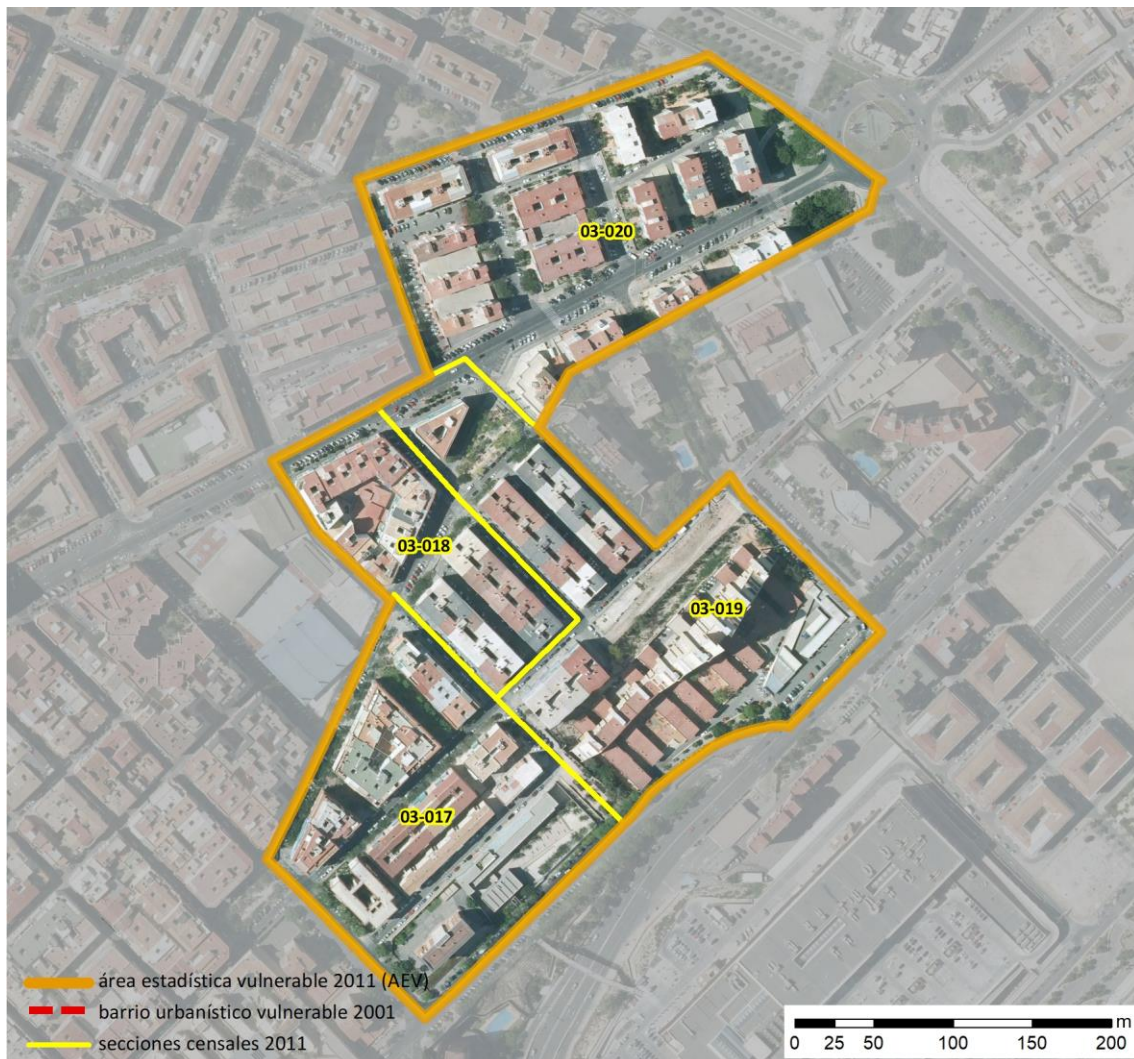 03-020
03-018
03-019
03-017
área estadística vulnerable 2011 (AEV)
barrio urbanístico vulnerable 2001
secciones censales 2011
m
0 25 50 100 150 200